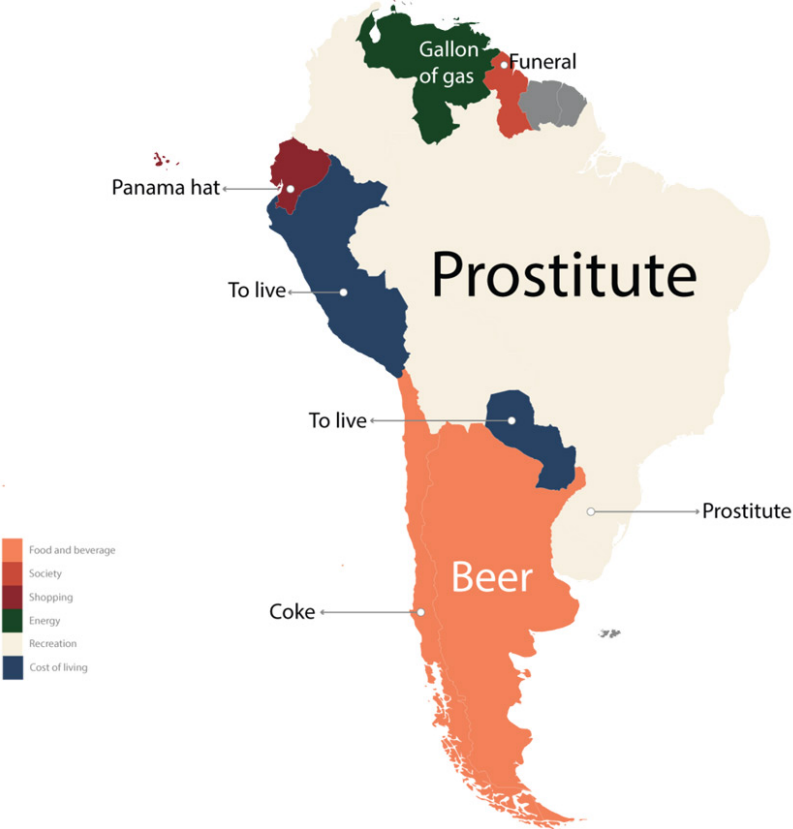 Gallon
of gas
Funeral
Panama hat
Prostitute
To live
To live
Prostitute
Beer
Coke
Food and beverage
Society
Shopping
Energy
Recreation
Cost of living